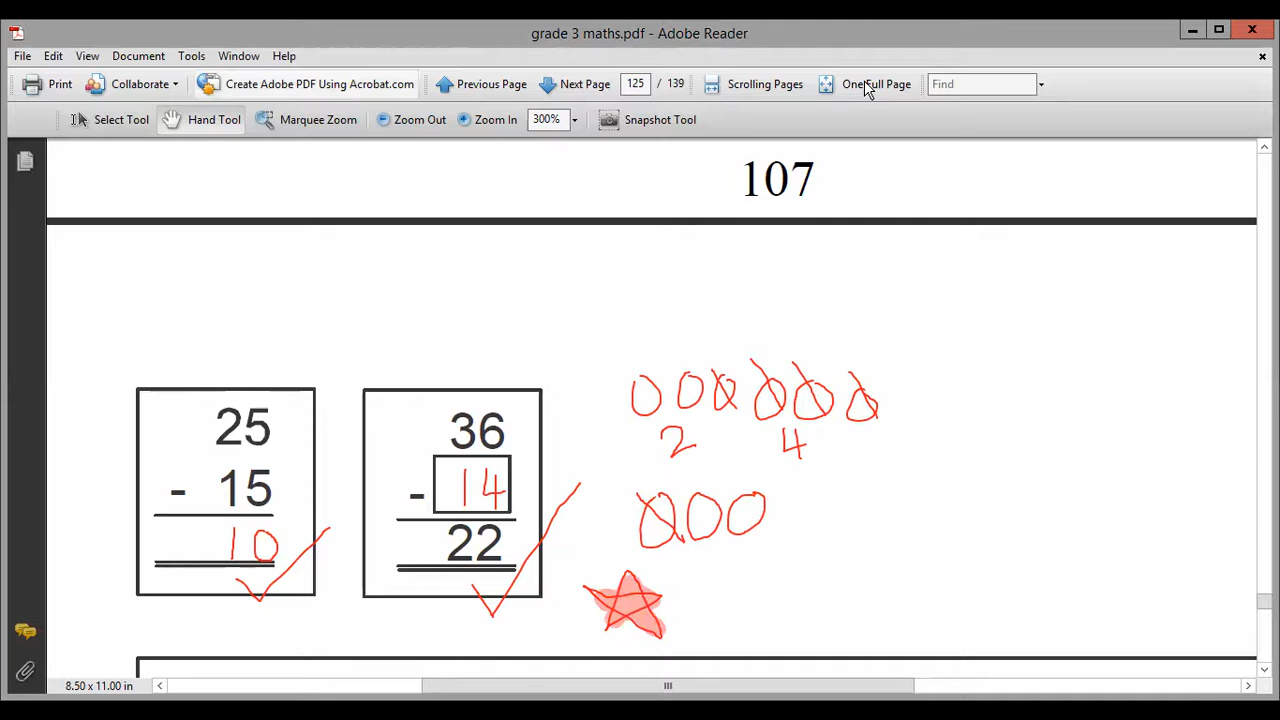 grade 3 maths.pdf - Adobe Reader
File Edit View Document Tools Window Help
Print Collaborate Create Adobe PDF Using Acrobat.com Previous Page Next Page 125 / 139 Scrolling Pages One Full Page Find
Select Tool Hand Tool Marquee Zoom Zoom Out Zoom In 300% Snapshot Tool
107
25
- 15
10
36
- 14
22
2 4
8.50 x 11.00 in